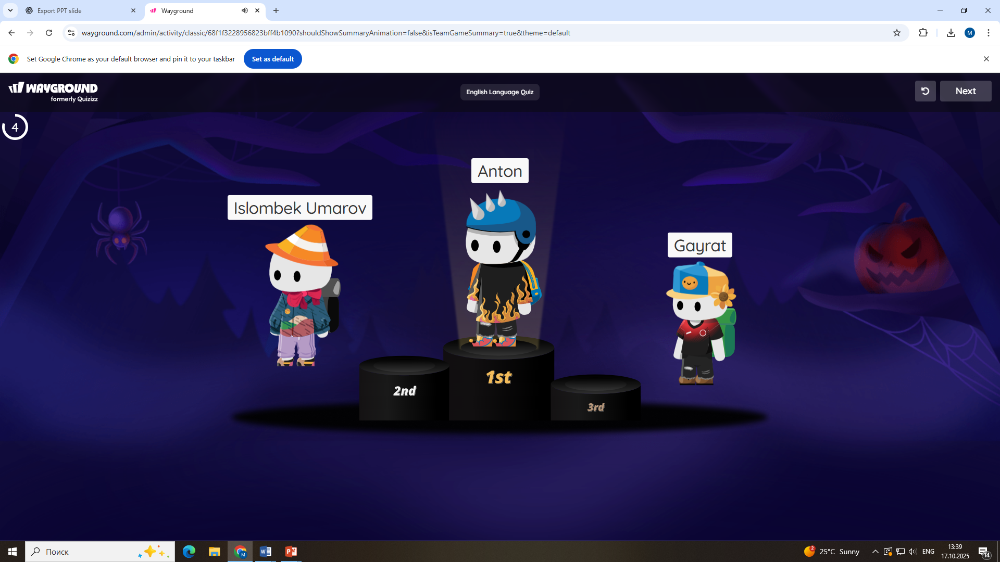 Export PPT slide
Wayground
wayground.com/admin/activity/classic/68f1f3228956823bff4b1090?shouldShowSummaryAnimation=false&isTeamGameSummary=true&theme=default
M
Set Google Chrome as your default browser and pin it to your taskbar
Set as default
WAYGROUND
formerly Quizizz
English Language Quiz
Next
4
Anton
Islombek Umarov
Gayrat
1st
2nd
3rd
Поиск
M
2
25°C Sunny
ENG
13:39
17.10.2025
14